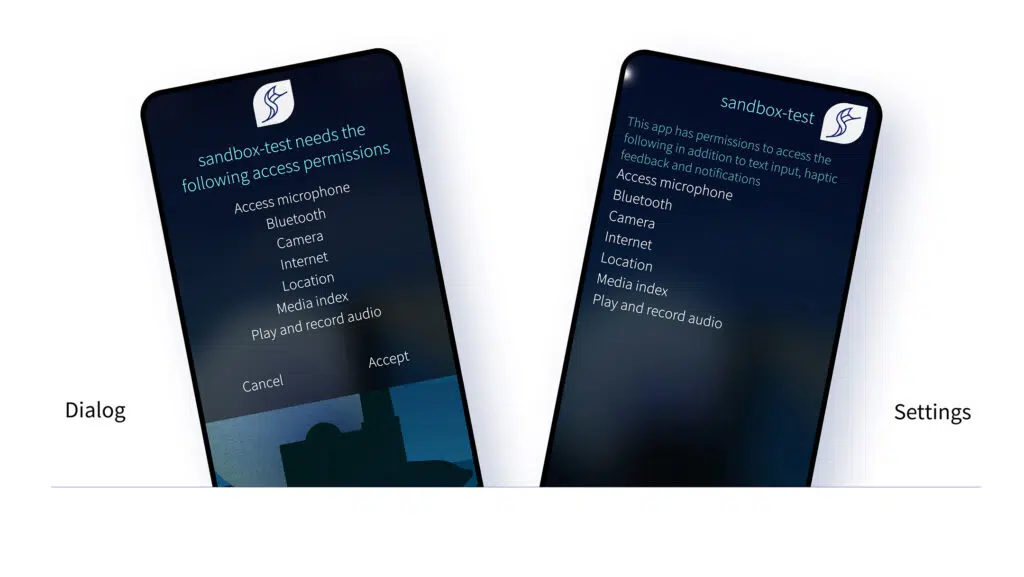 sandbox-test needs the
following access permissions
Access microphone
Bluetooth
Camera
Internet
Location
Media index
Play and record audio
Cancel
Accept
Dialog
sandbox-test
This app has permissions to access the
following in addition to text input, haptic
feedback and notifications
Access microphone
Bluetooth
Camera
Internet
Location
Media index
Play and record audio
Settings